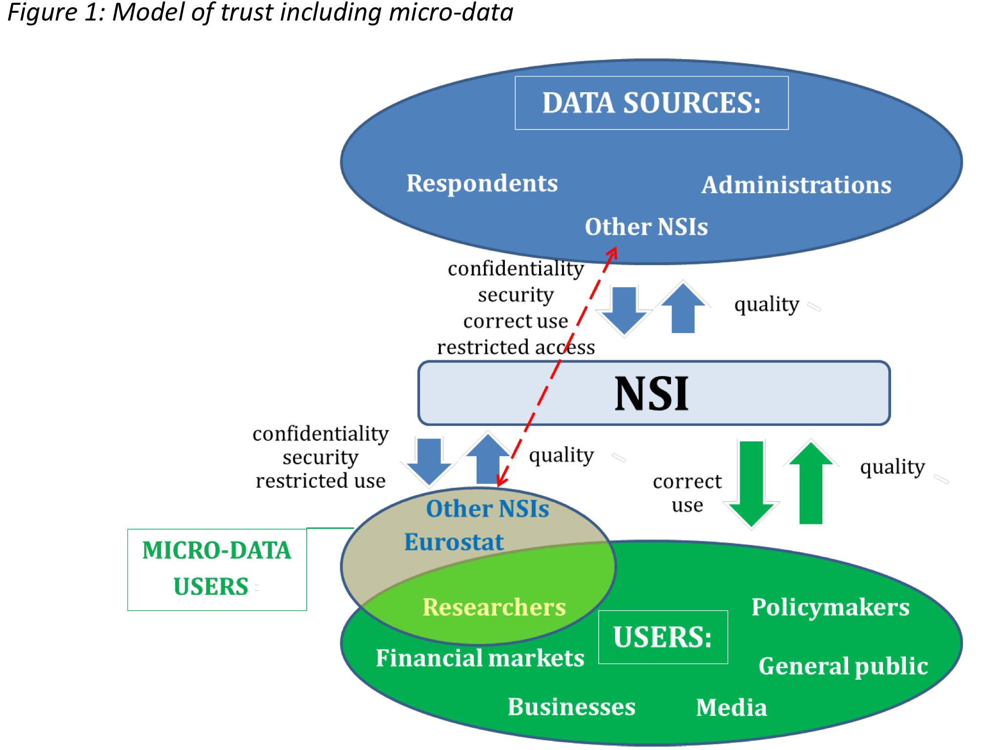 Figure 1: Model of trust including micro-data
DATA SOURCES:
Respondents
Administrations
Other NSIs
confidentiality
security
correct use
restricted access
quality
NSI
confidentiality
security
restricted use
quality
correct
use
quality
Other NSIs
Eurostat
MICRO-DATA
USERS
Researchers
Policymakers
USERS:
Financial markets
General public
Businesses
Media